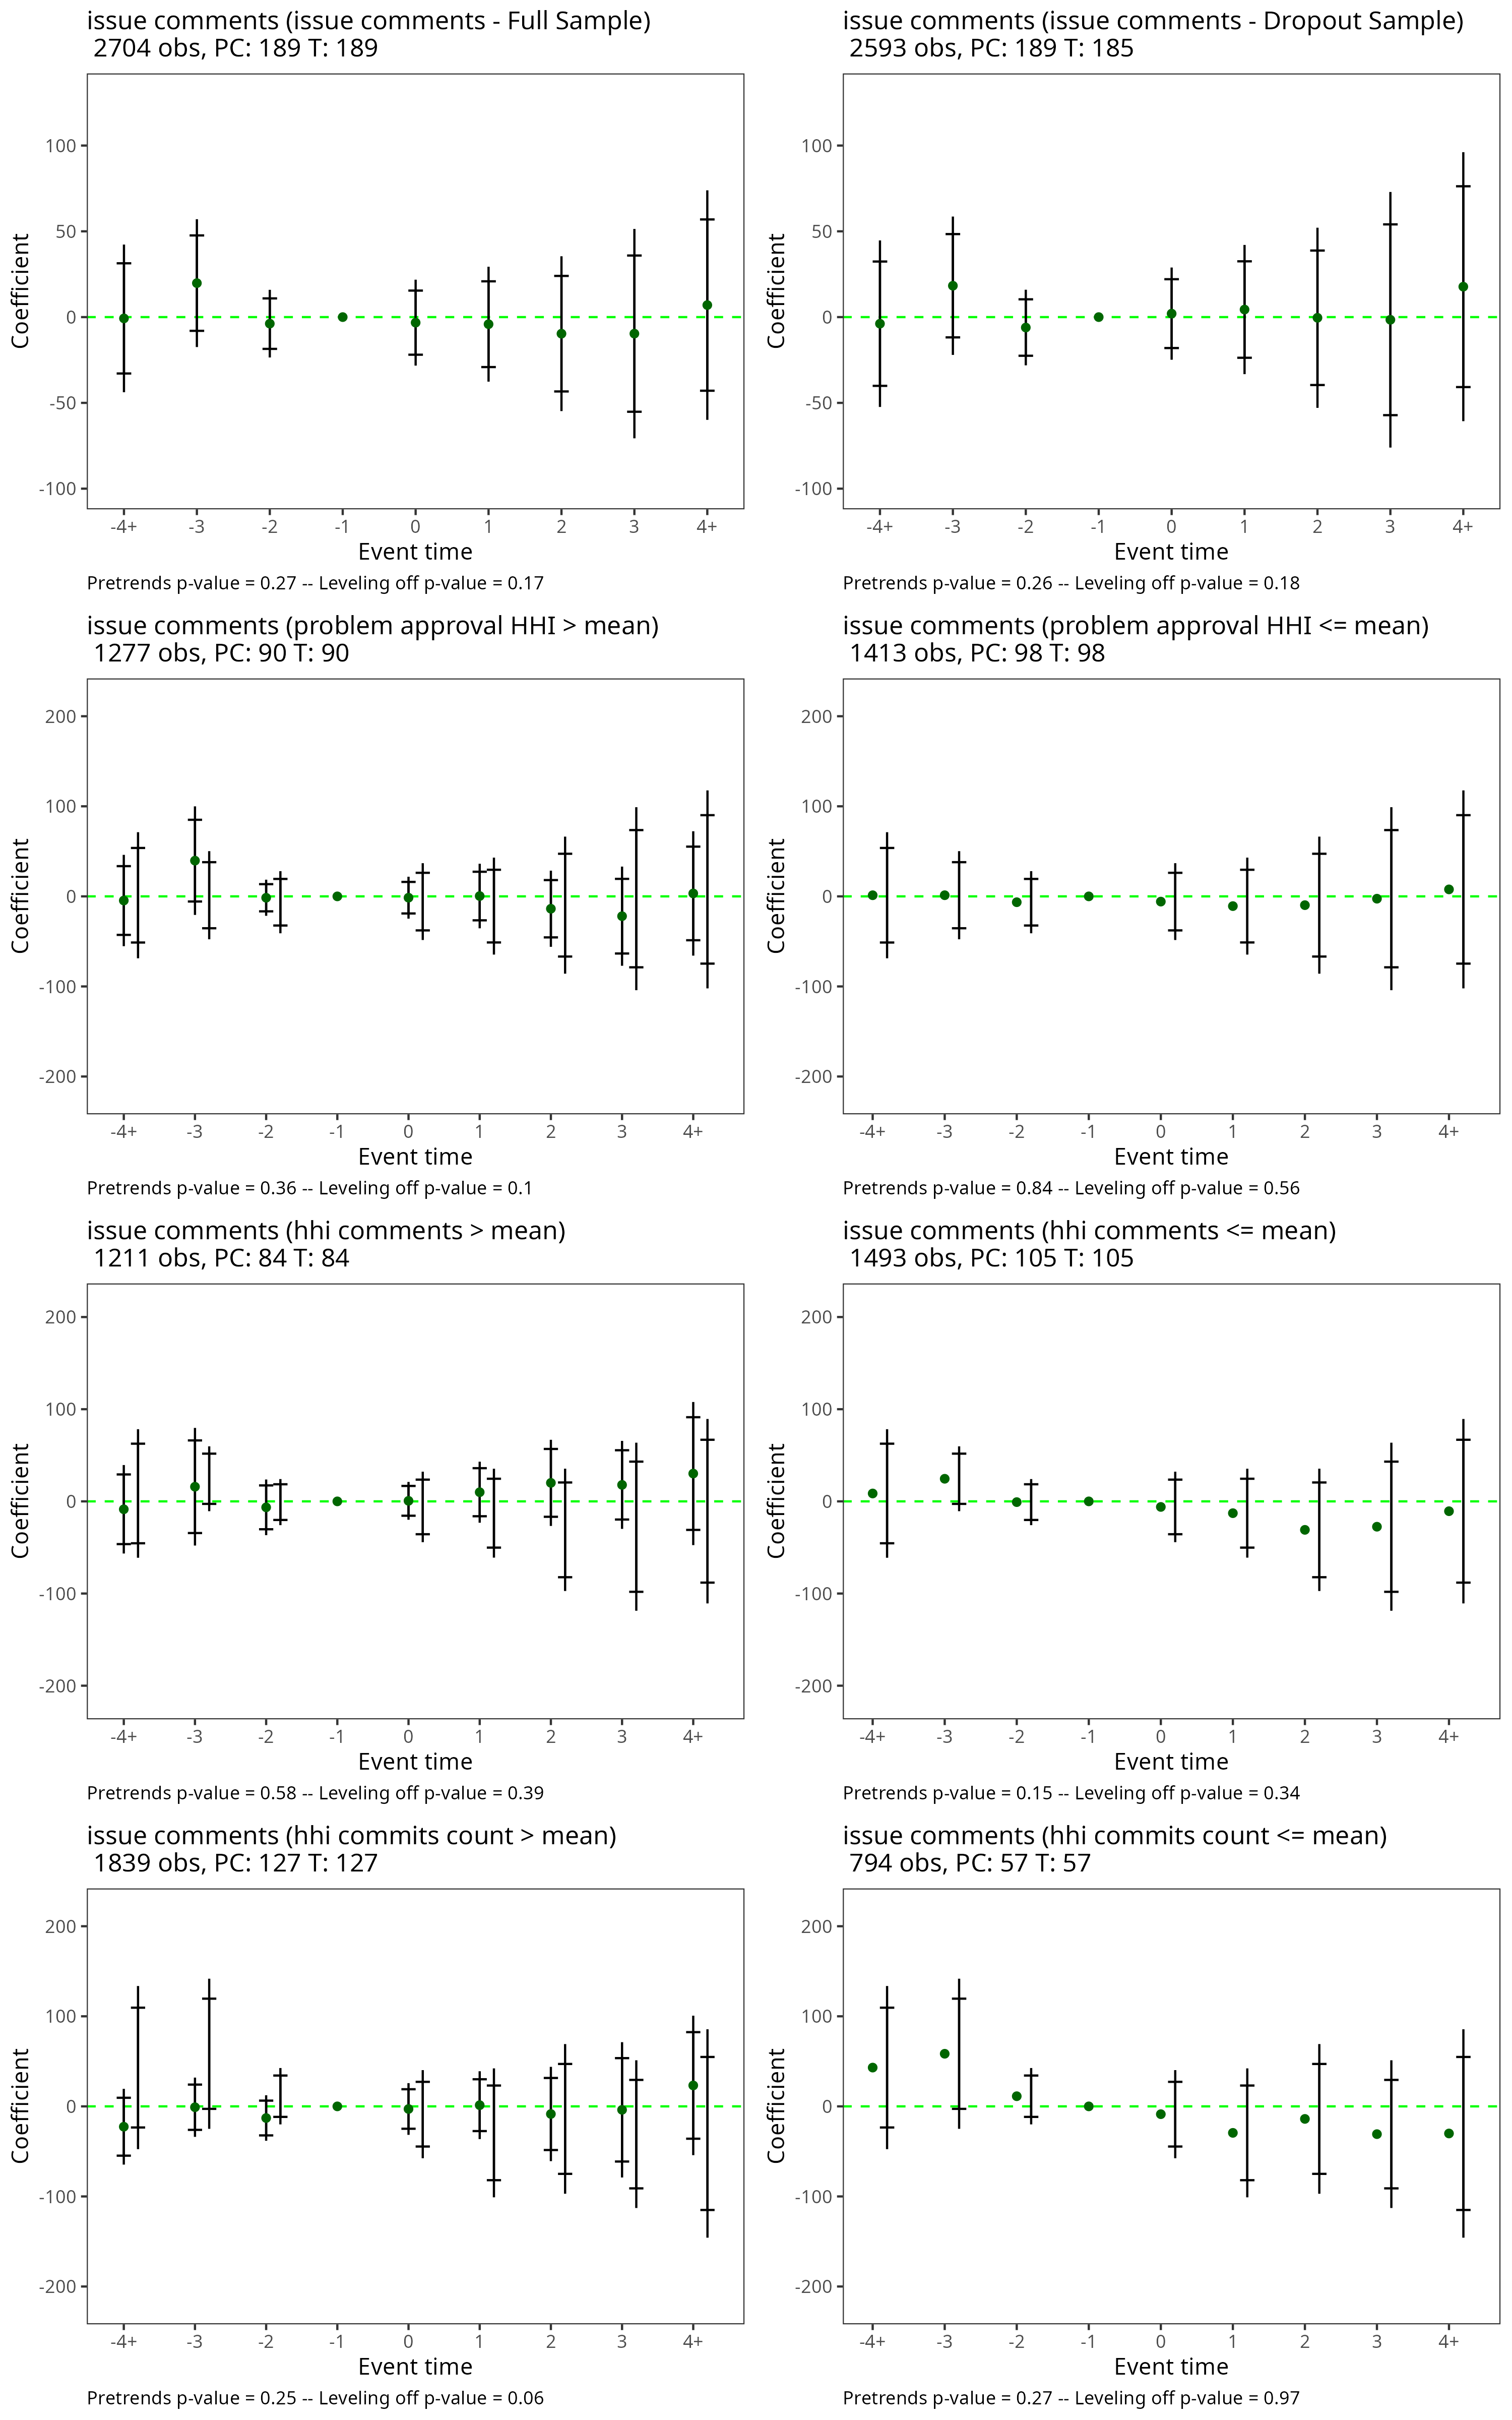 issue comments (issue comments - Full Sample)
2704 obs, PC: 189 T: 189
Coefficient
100
50
0
-50
-100
-4+ -3 -2 -1 0 1 2 3 4+
Event time
Pretrends p-value = 0.27 -- Leveling off p-value = 0.17
issue comments (issue comments - Dropout Sample)
2593 obs, PC: 189 T: 185
Coefficient
100
50
0
-50
-100
-4+ -3 -2 -1 0 1 2 3 4+
Event time
Pretrends p-value = 0.26 -- Leveling off p-value = 0.18
issue comments (problem approval HHI > mean)
1277 obs, PC: 90 T: 90
Coefficient
200
100
0
-100
-200
-4+ -3 -2 -1 0 1 2 3 4+
Event time
Pretrends p-value = 0.36 -- Leveling off p-value = 0.1
issue comments (problem approval HHI <= mean)
1413 obs, PC: 98 T: 98
Coefficient
200
100
0
-100
-200
-4+ -3 -2 -1 0 1 2 3 4+
Event time
Pretrends p-value = 0.84 -- Leveling off p-value = 0.56
issue comments (hhi comments > mean)
1211 obs, PC: 84 T: 84
Coefficient
200
100
0
-100
-200
-4+ -3 -2 -1 0 1 2 3 4+
Event time
Pretrends p-value = 0.58 -- Leveling off p-value = 0.39
issue comments (hhi comments <= mean)
1493 obs, PC: 105 T: 105
Coefficient
200
100
0
-100
-200
-4+ -3 -2 -1 0 1 2 3 4+
Event time
Pretrends p-value = 0.15 -- Leveling off p-value = 0.34
issue comments (hhi commits count > mean)
1839 obs, PC: 127 T: 127
Coefficient
200
100
0
-100
-200
-4+ -3 -2 -1 0 1 2 3 4+
Event time
Pretrends p-value = 0.25 -- Leveling off p-value = 0.06
issue comments (hhi commits count <= mean)
794 obs, PC: 57 T: 57
Coefficient
200
100
0
-100
-200
-4+ -3 -2 -1 0 1 2 3 4+
Event time
Pretrends p-value = 0.27 -- Leveling off p-value = 0.97